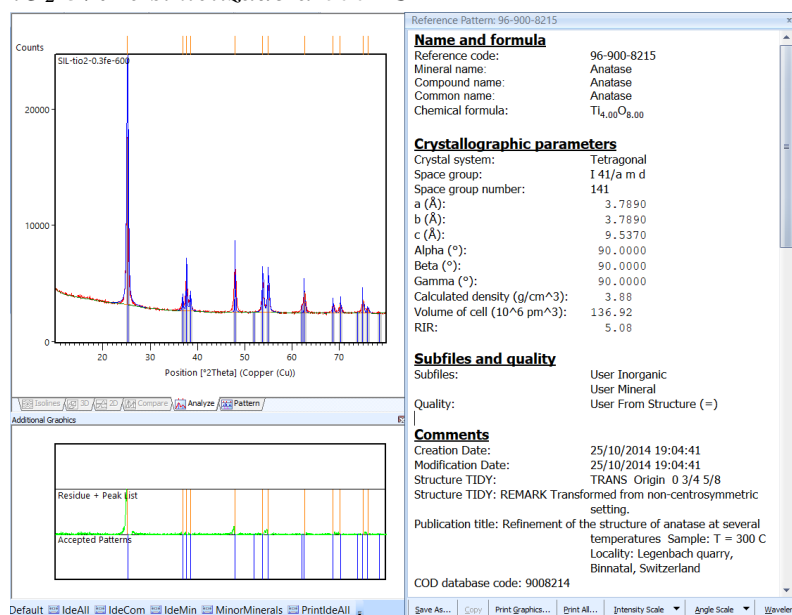 Counts
SIL-tio2-0.3fe-600
20000
10000
0
20 30 40 50 60 70
Position [°2Theta] (Copper (Cu))
Isolines 3D 2D Compare Analyze Pattern
Additional Graphics
Residue + Peak List
Accepted Patterns
Default IdeAll IdeCom IdeMin MinorMinerals PrintIdeAll
Reference Pattern: 96-900-8215
Name and formula
Reference code: 96-900-8215
Mineral name: Anatase
Compound name: Anatase
Common name: Anatase
Chemical formula: Ti4.00O8.00
Crystallographic parameters
Crystal system: Tetragonal
Space group: I 41/a m d
Space group number: 141
a (Å): 3.7890
b (Å): 3.7890
c (Å): 9.5370
Alpha (°): 90.0000
Beta (°): 90.0000
Gamma (°): 90.0000
Calculated density (g/cm^3): 3.88
Volume of cell (10^6 pm^3): 136.92
RIR: 5.08
Subfiles and quality
Subfiles: User Inorganic
User Mineral
Quality: User From Structure (=)
Comments
Creation Date: 25/10/2014 19:04:41
Modification Date: 25/10/2014 19:04:41
Structure TIDY: TRANS Origin 0 3/4 5/8
Structure TIDY: REMARK Transformed from non-centrosymmetric
setting.
Publication title: Refinement of the structure of anatase at several
temperatures Sample: T = 300 C
Locality: Legenbach quarry,
Binnatal, Switzerland
COD database code: 9008214
Save As... Copy Print Graphics... Print All... Intensity Scale Angle Scale